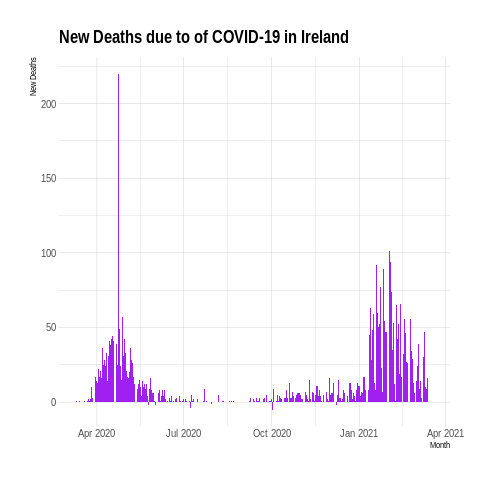 New Deaths due to of COVID-19 in Ireland
New Deaths
200
150
100
50
0
Apr 2020 Jul 2020 Oct 2020 Jan 2021 Apr 2021
Month